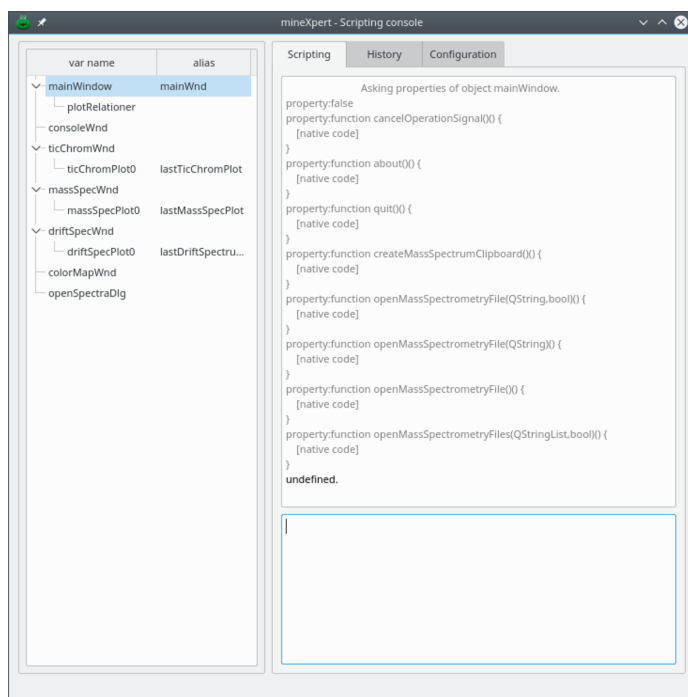 mineXpert - Scripting console
var name alias
mainWindow mainWnd
plotRelationer
consoleWnd
ticChromWnd
ticChromPlot0 lastTicChromPlot
massSpecWnd
massSpecPlot0 lastMassSpecPlot
driftSpecWnd
driftSpecPlot0 lastDriftSpectru...
colorMapWnd
openSpectraDlg
Scripting History Configuration
Asking properties of object mainWindow.
property:false
property:function cancelOperationSignal()() {
[native code]
}
property:function about()() {
[native code]
}
property:function quit()() {
[native code]
}
property:function createMassSpectrumClipboard()() {
[native code]
}
property:function openMassSpectrometryFile(QString,bool)() {
[native code]
}
property:function openMassSpectrometryFile(QString)() {
[native code]
}
property:function openMassSpectrometryFile()() {
[native code]
}
property:function openMassSpectrometryFiles(QStringList,bool)() {
[native code]
}
undefined.